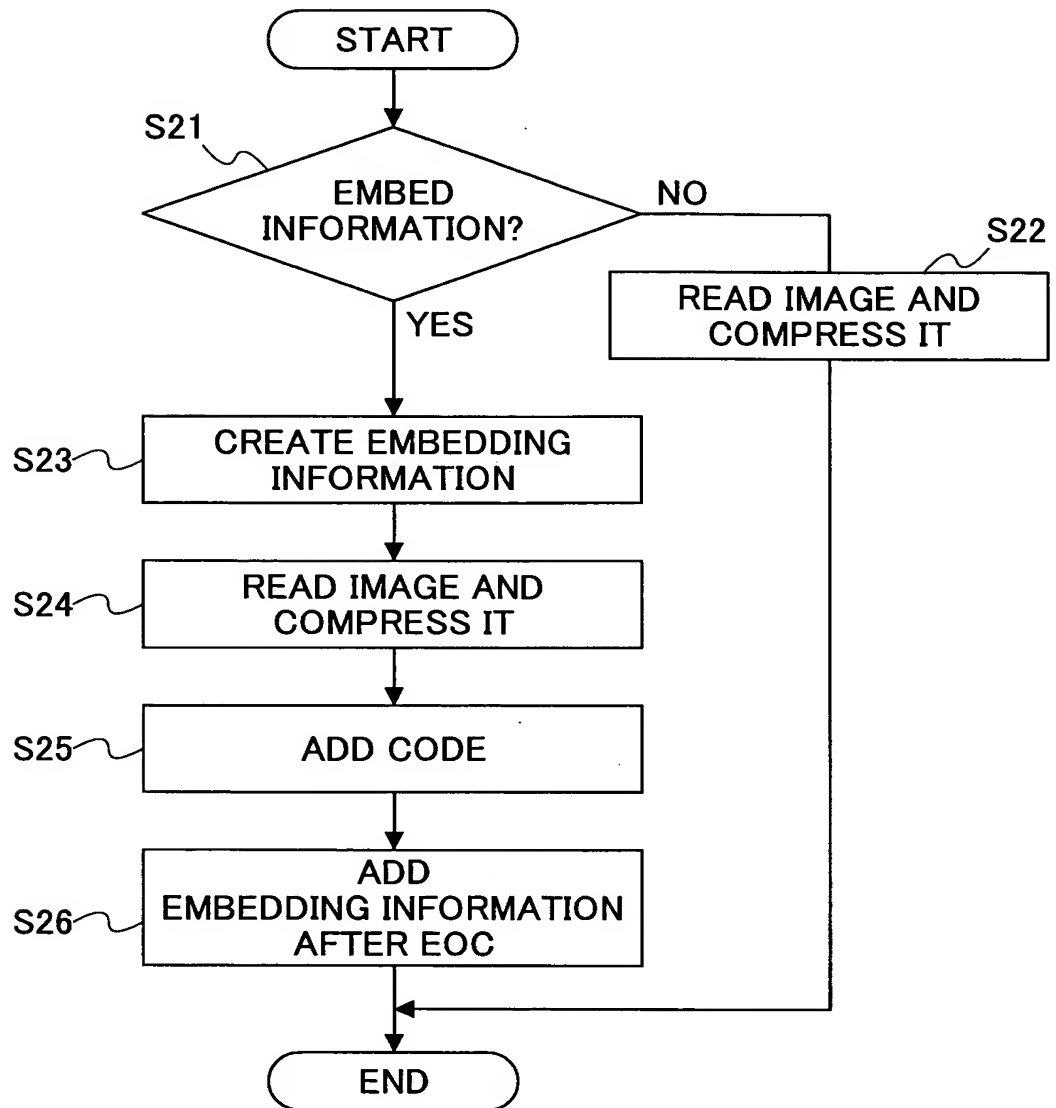 START
S21
EMBED
INFORMATION?
NO
S22
READ IMAGE AND
COMPRESS IT
YES
S23
CREATE EMBEDDING
INFORMATION
S24
READ IMAGE AND
COMPRESS IT
S25
ADD CODE
S26
ADD
EMBEDDING INFORMATION
AFTER EOC
END